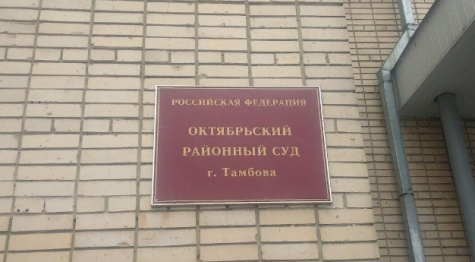 РОССИЙСКАЯ ФЕДЕРАЦИЯ
ОКТЯБРЬСКИЙ
РАЙОННЫЙ СУД
г. Тамбова